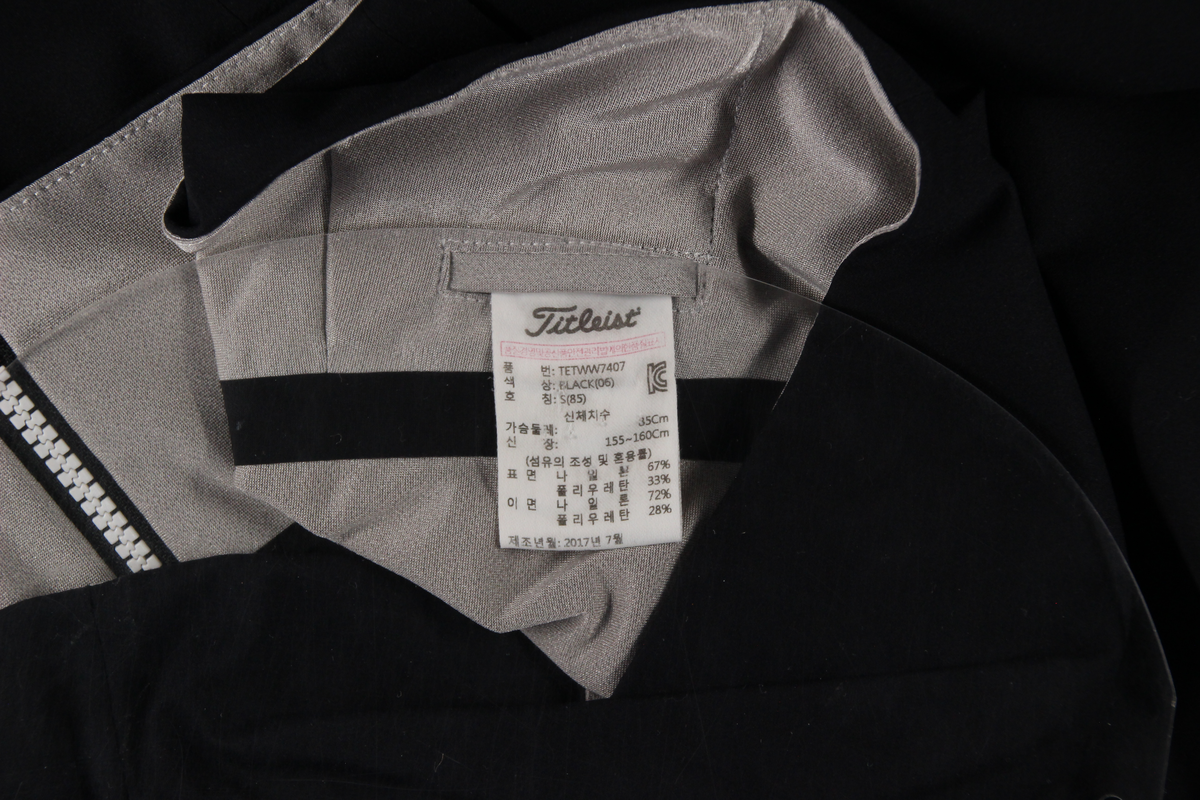 Titleist
품 번: TETWW7407
색 상: BLACK(06)
호 칭: S(85)
신체치수
가슴둘레: 85Cm
신 장: 155~160Cm
(섬유의 조성 및 혼용률)
표 면 나 일 론 67%
폴 리 우 레 탄 33%
이 면 나 일 론 72%
폴 리 우 레 탄 28%
제조년월: 2017년 7월